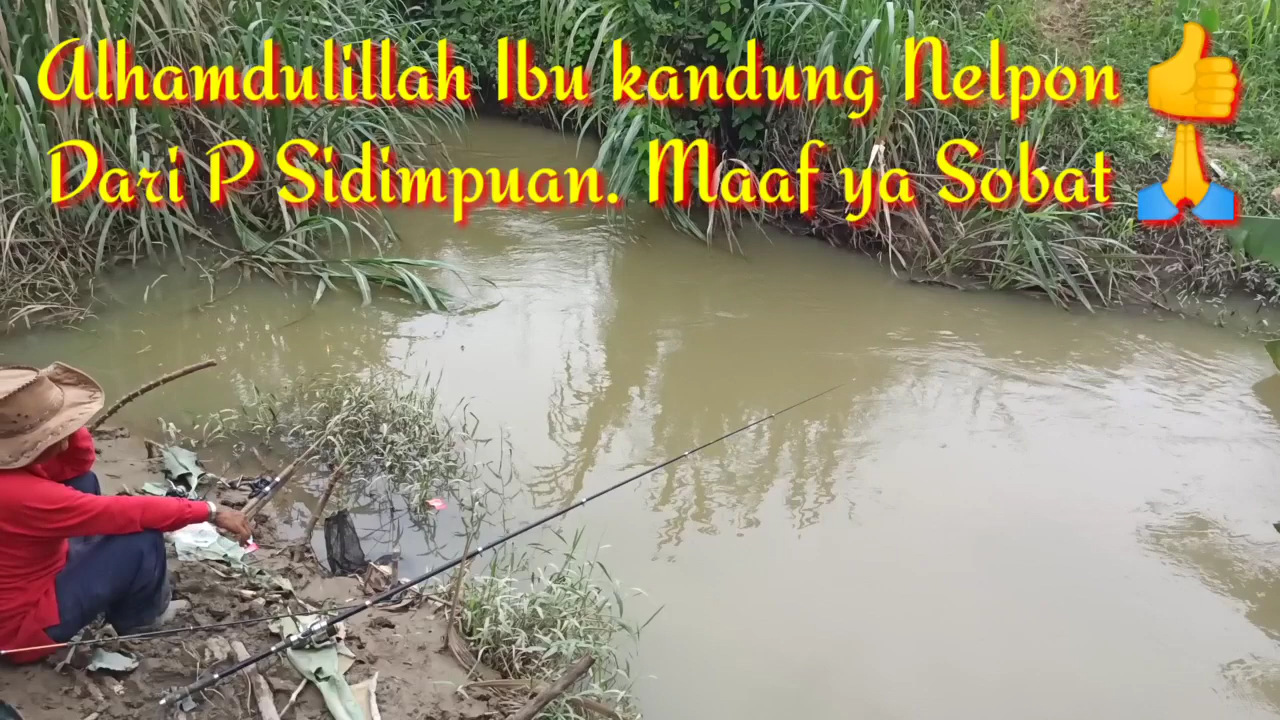 Alhamdulillah Ibu kandung Nelpon 👍
Dari P Sidimpuan. Maaf ya Sobat 🙏